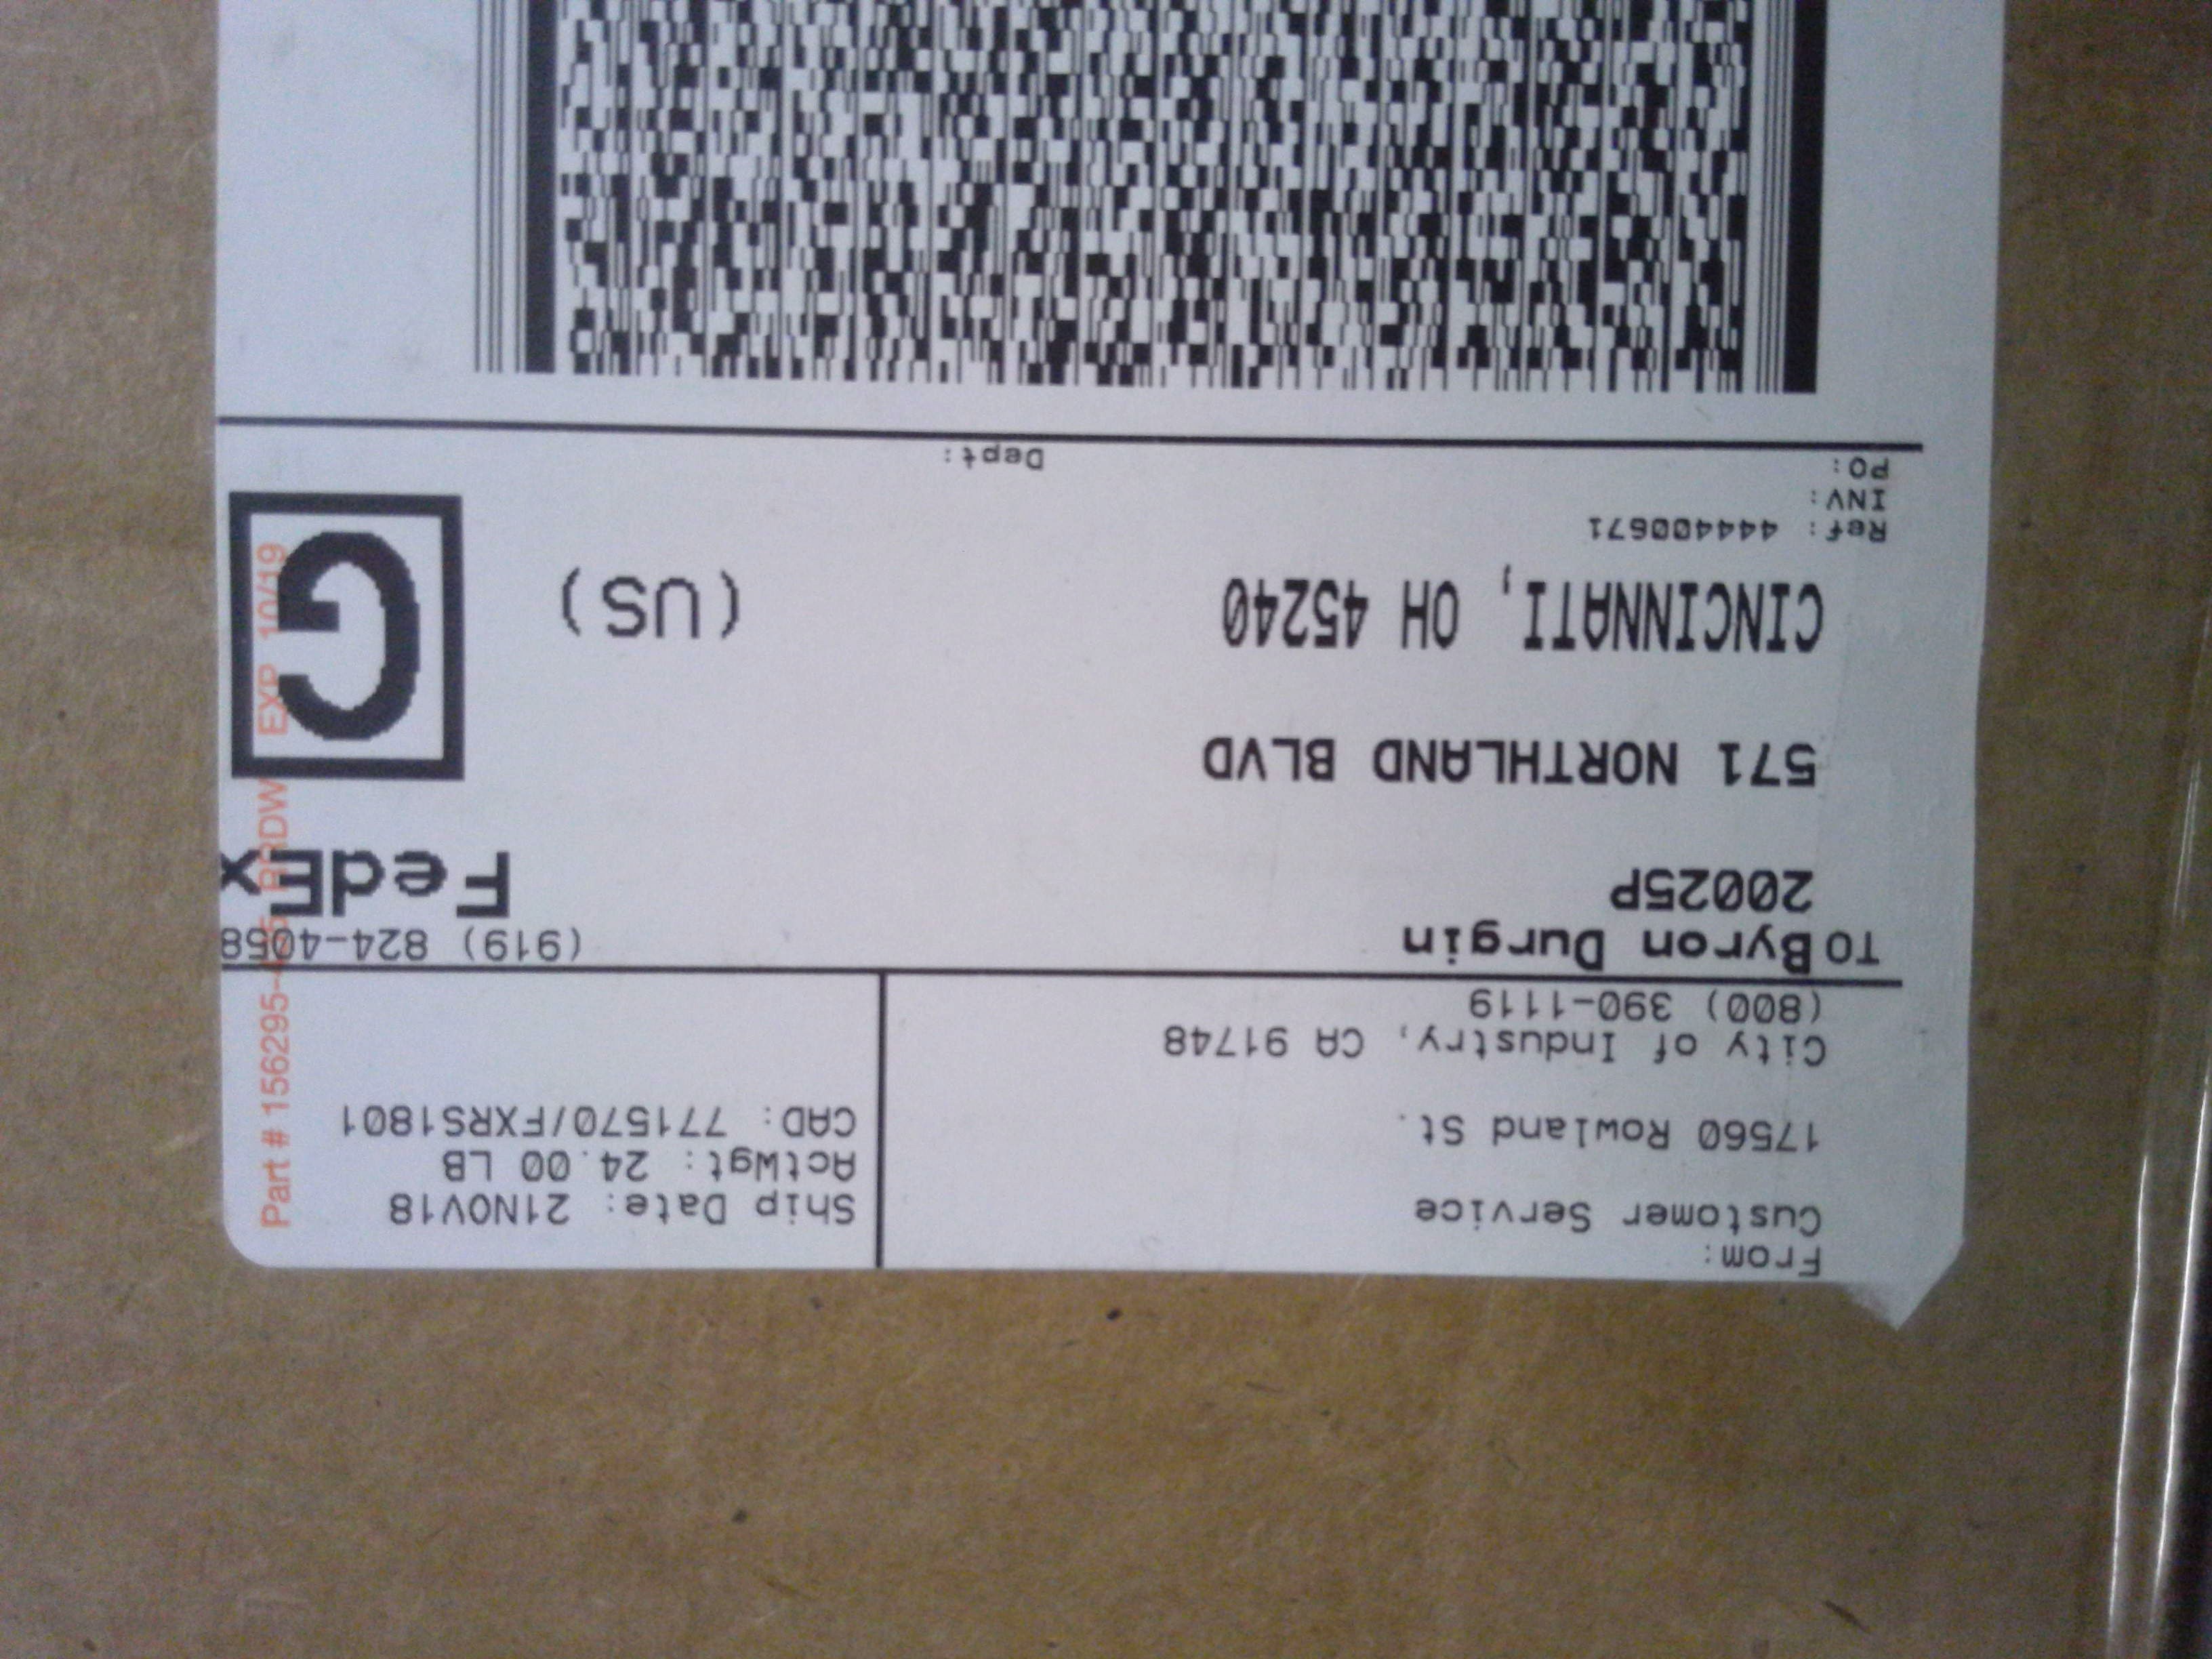 From:
Customer Service
17560 Rowland St.
City of Industry, CA 91748
(800) 390-1119
Ship Date: 21NOV18
ActWgt: 24.00 LB
CAD: 771570/FXRS1801
TO Byron Durgin
20025P
571 NORTHLAND BLVD
CINCINNATI, OH 45240
(US)
(919) 824-4058
FedEx
G
Ref: 444400671
INV:
PO:
Dept:
Part # 156295- RRDW EXP 10/19